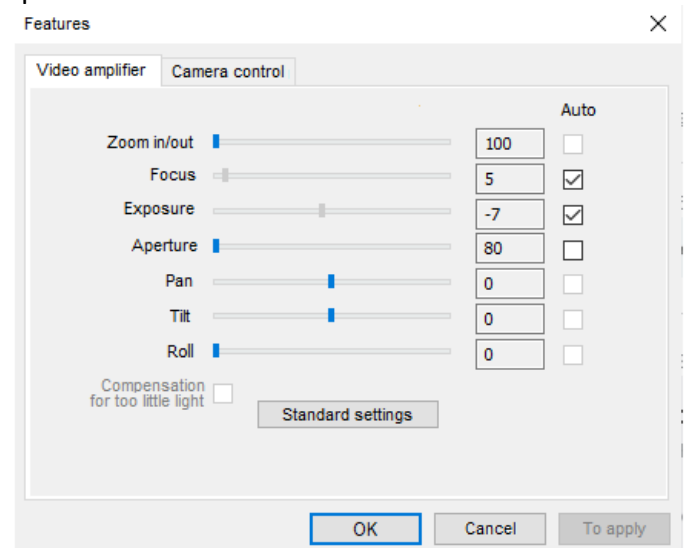 Features
Video amplifier Camera control
Auto
Zoom in/out 100
Focus 5
Exposure -7
Aperture 80
Pan 0
Tilt 0
Roll 0
Compensation
for too little light
Standard settings
OK Cancel To apply